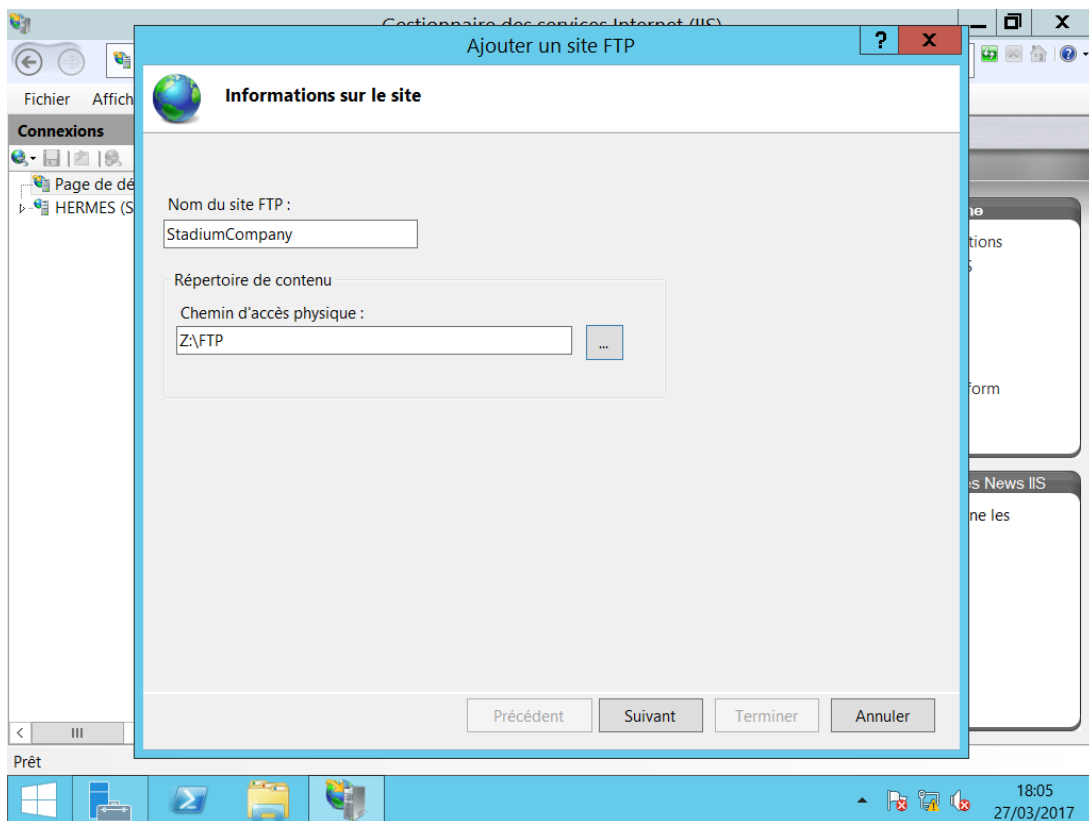 Gestionnaire des services Internet (IIS)
Ajouter un site FTP
?
X
X
Fichier Affich
Informations sur le site
Connexions
Page de dé
HERMES (S
Nom du site FTP :
StadiumCompany
Répertoire de contenu
Chemin d'accès physique :
Z:\FTP
...
tions
form
es News IIS
ne les
Précédent Suivant Terminer Annuler
Prêt
18:05
27/03/2017